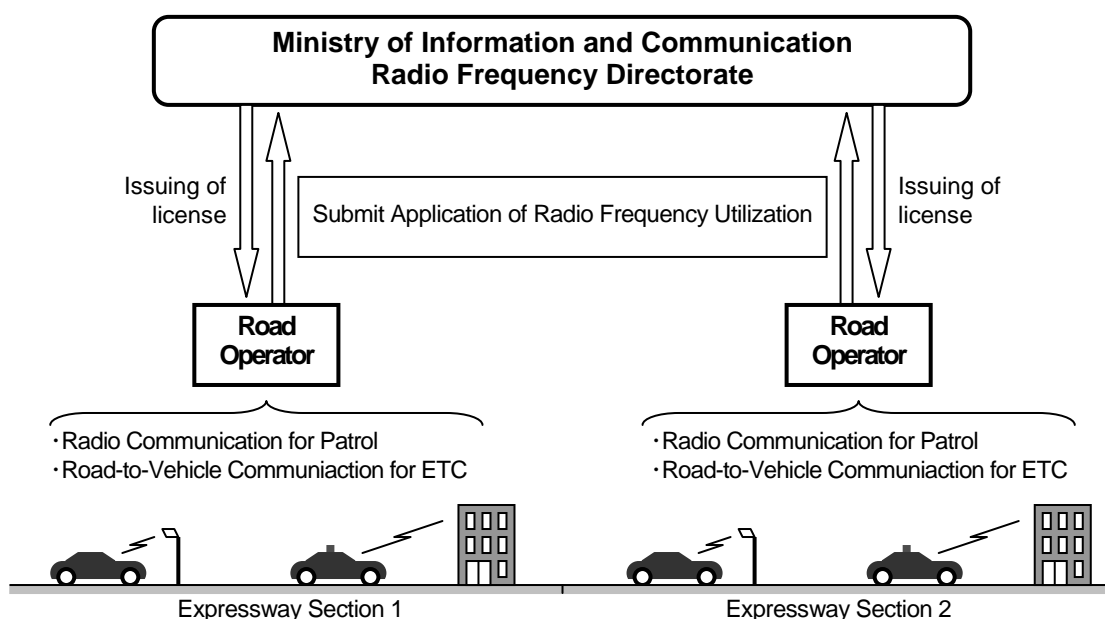 Ministry of Information and Communication
Radio Frequency Directorate
Issuing of
license
Submit Application of Radio Frequency Utilization
Issuing of
license
Road
Operator
Road
Operator
・Radio Communication for Patrol
・Road-to-Vehicle Communiaction for ETC
・Radio Communication for Patrol
・Road-to-Vehicle Communiaction for ETC
Expressway Section 1
Expressway Section 2